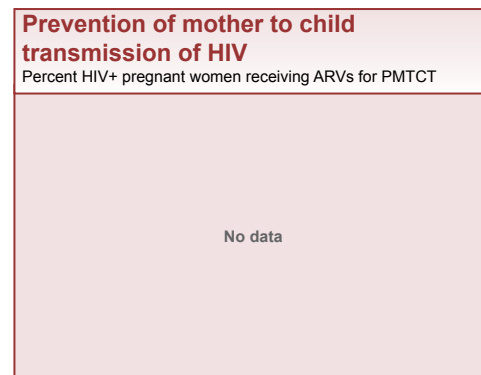 Prevention of mother to child
transmission of HIV
Percent HIV+ pregnant women receiving ARVs for PMTCT
No data